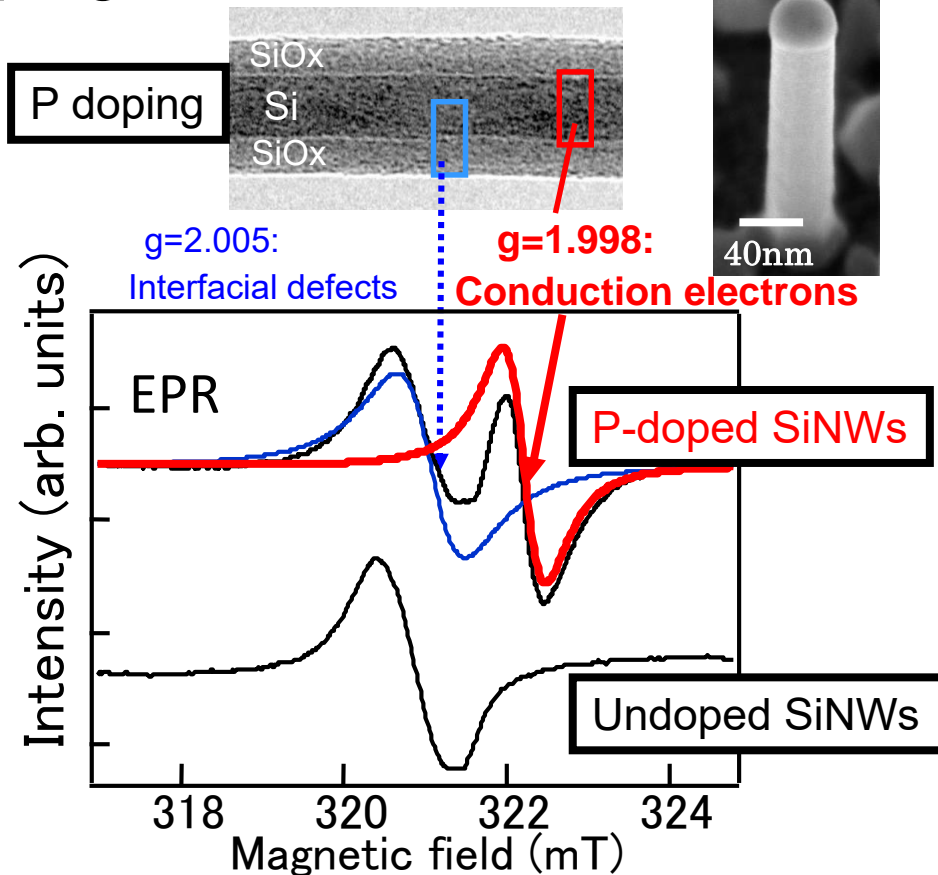 SiOx
P doping
Si
SiOx
40nm
g=2.005:
Interfacial defects
g=1.998:
Conduction electrons
EPR
P-doped SiNWs
Undoped SiNWs
Intensity (arb. units)
318 320 322 324
Magnetic field (mT)